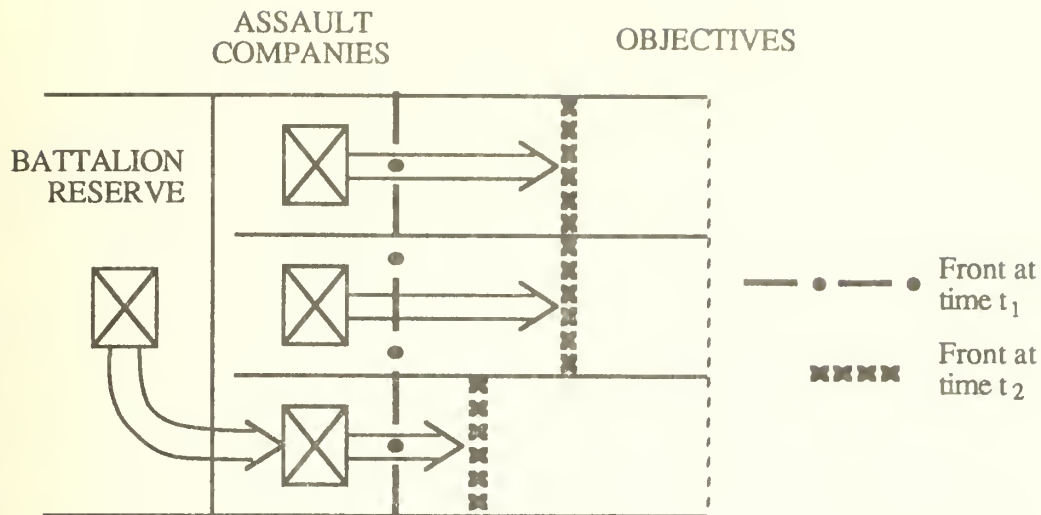 ASSAULT
COMPANIES
OBJECTIVES
BATTALION
RESERVE
Front at
time t₁
Front at
time t₂